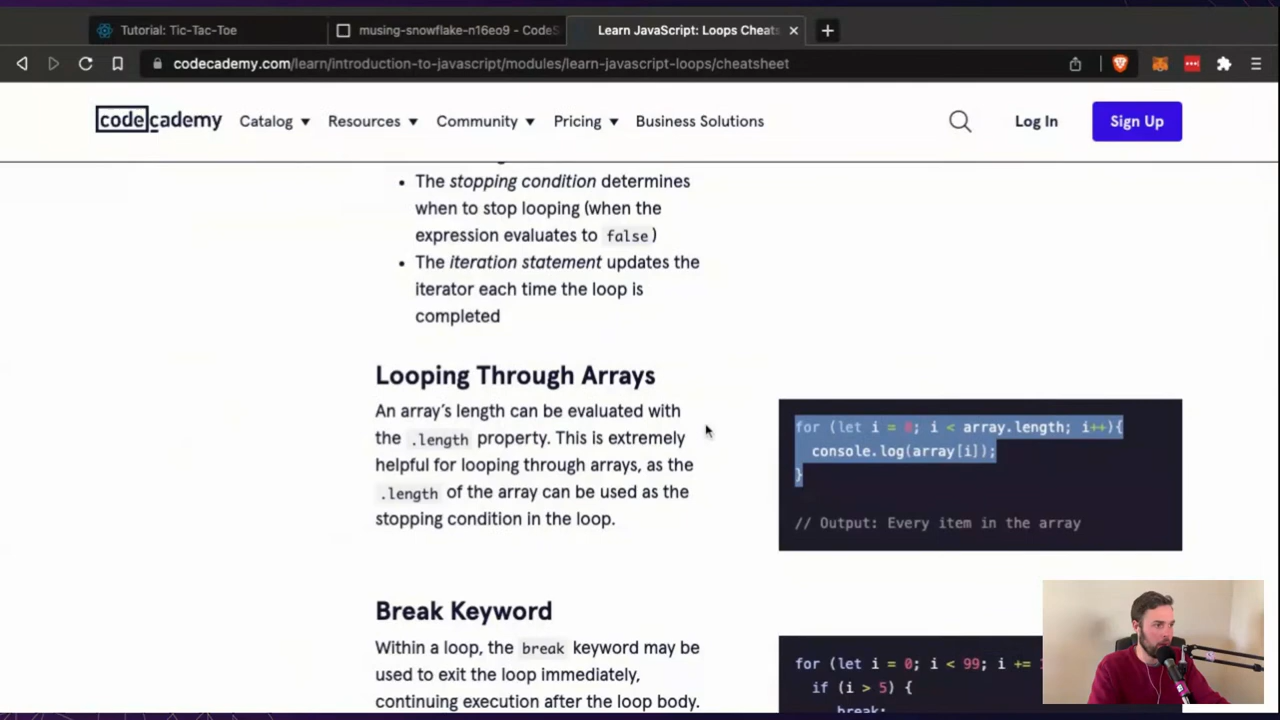 Tutorial: Tic-Tac-Toe
musing-snowflake-n16eo9 - CodeS
Learn JavaScript: Loops Cheats
codecademy.com/learn/introduction-to-javascript/modules/learn-javascript-loops/cheatsheet
codecademy Catalog Resources Community Pricing Business Solutions Log In Sign Up
• The stopping condition determines
when to stop looping (when the
expression evaluates to false)
• The iteration statement updates the
iterator each time the loop is
completed
Looping Through Arrays
An array's length can be evaluated with
the .length property. This is extremely
helpful for looping through arrays, as the
.length of the array can be used as the
stopping condition in the loop.
for (let i = 0; i < array.length; i++){
console.log(array[i]);
}
// Output: Every item in the array
Break Keyword
Within a loop, the break keyword may be
used to exit the loop immediately,
continuing execution after the loop body.
for (let i = 0; i < 99; i +=
if (i > 5) {
break;